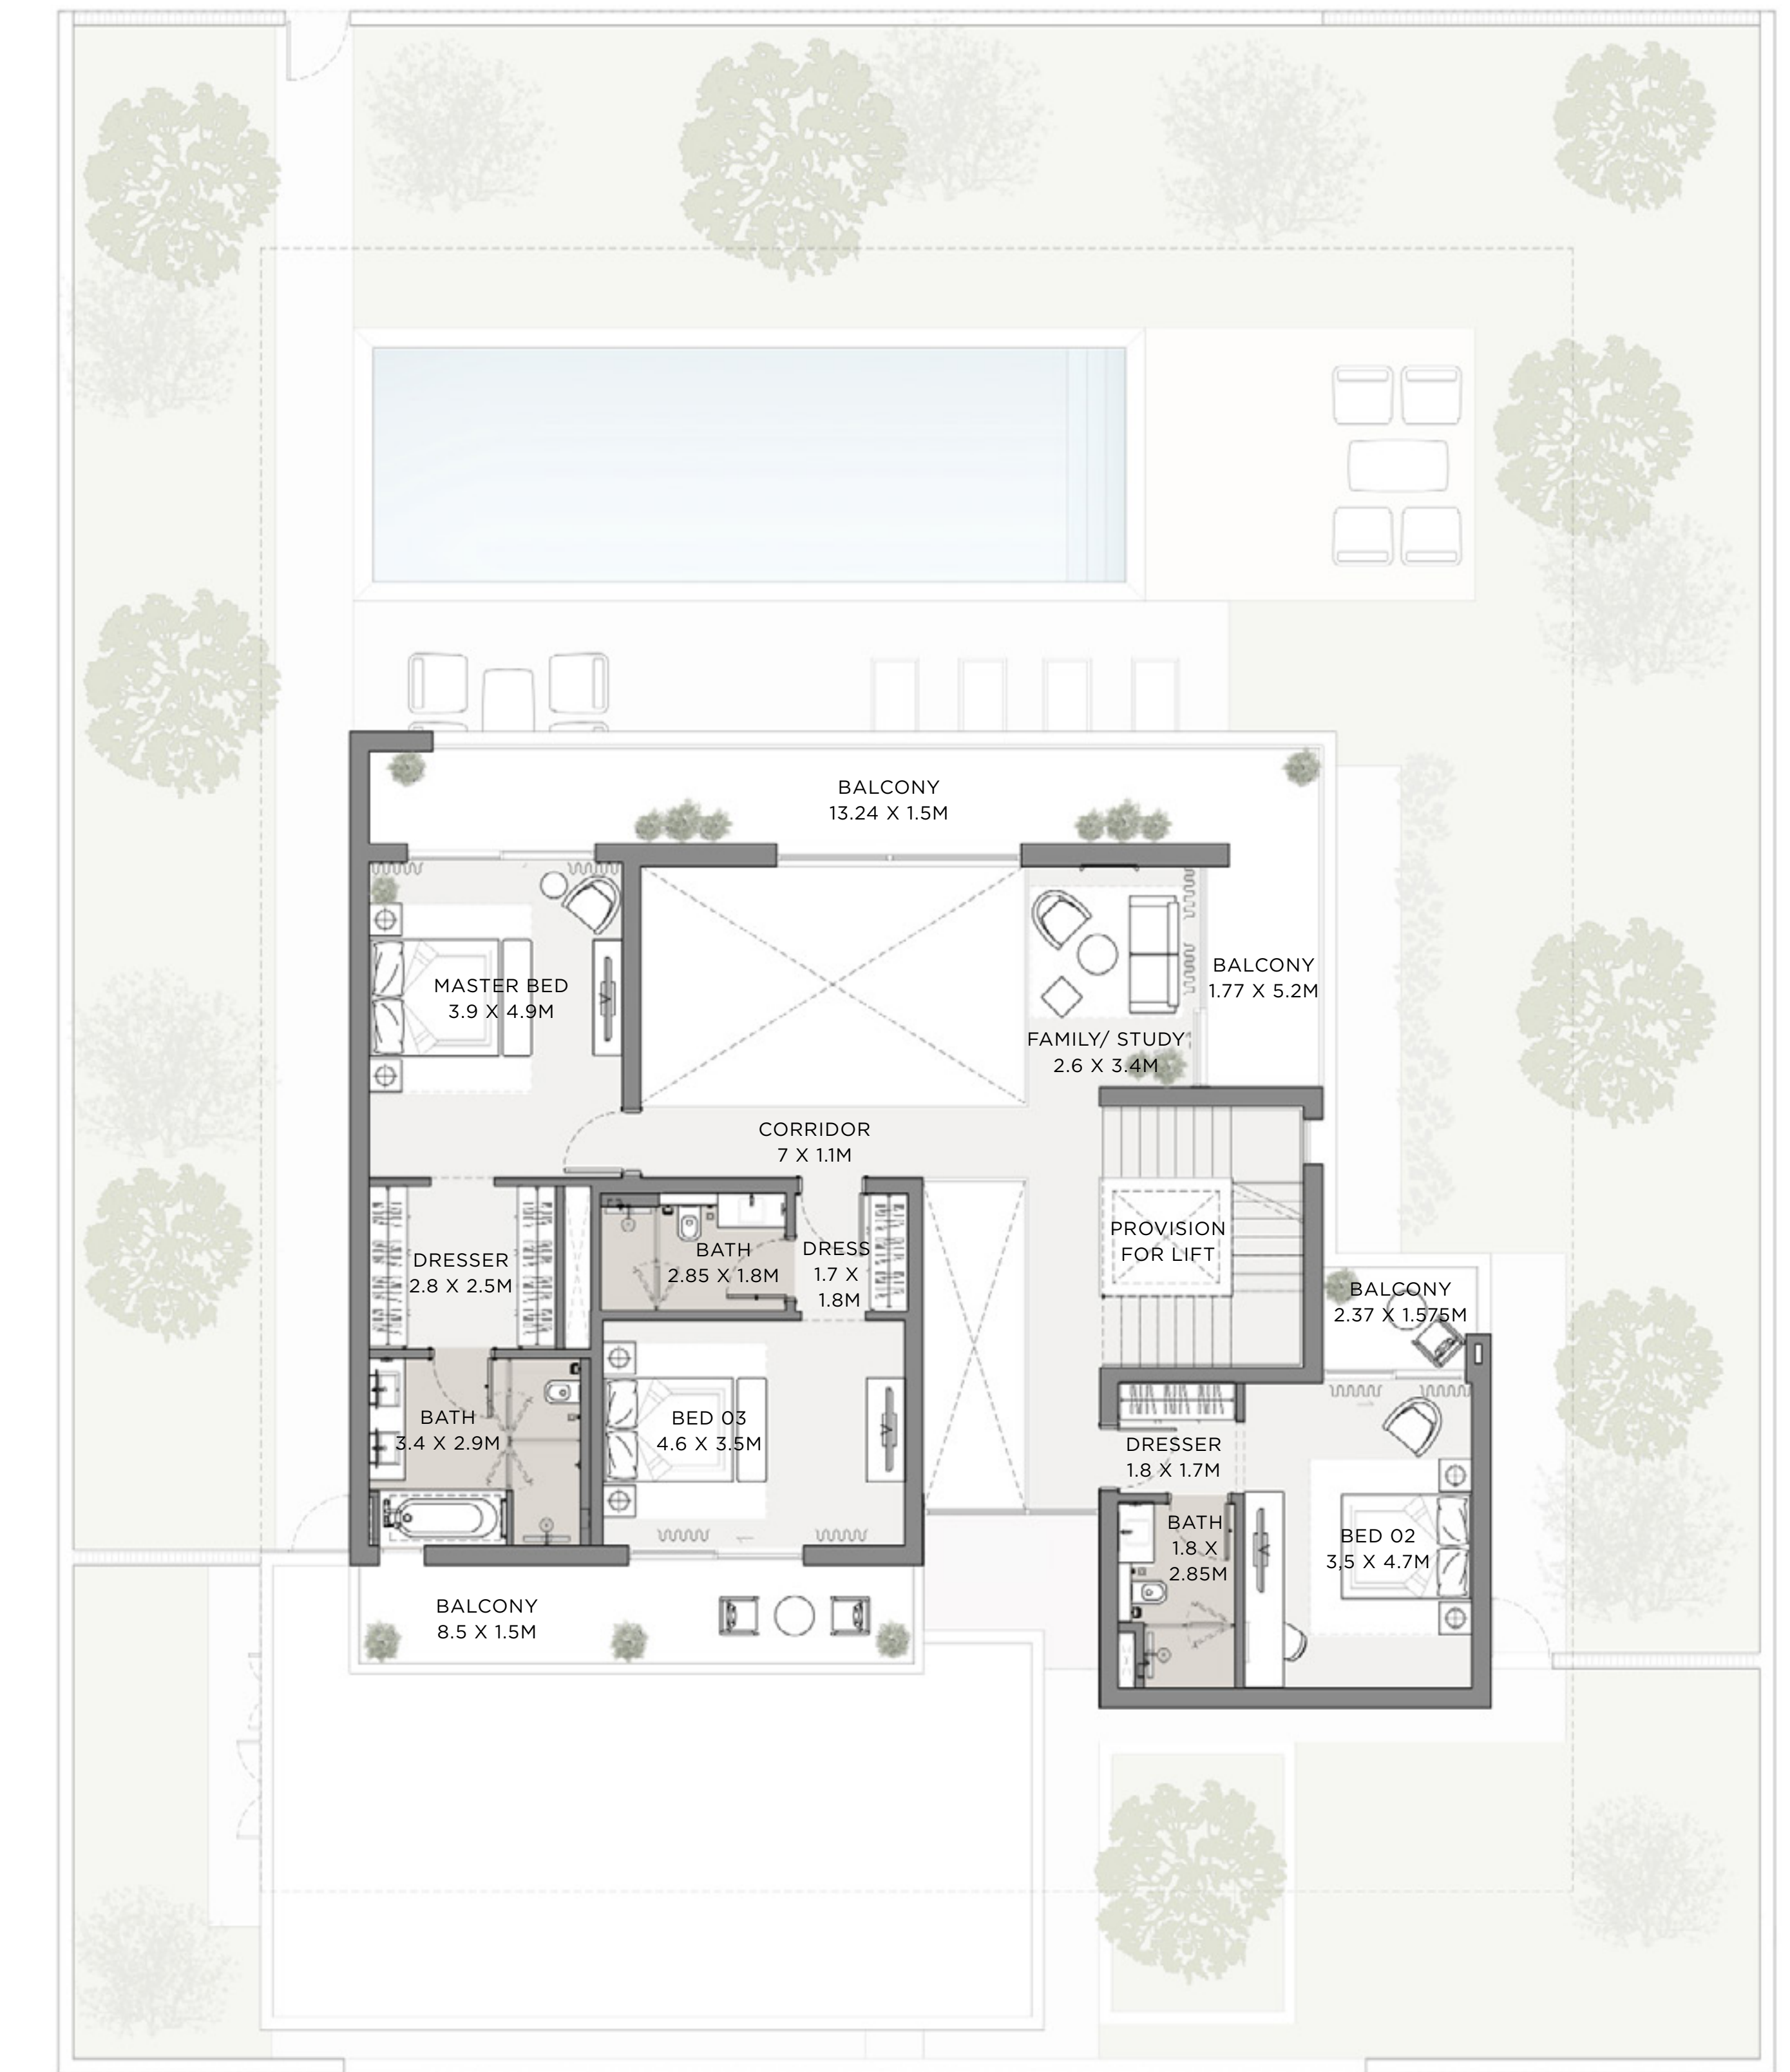 BALCONY
13.24 X 1.5M
MASTER BED
3.9 X 4.9M
BALCONY
1.77 X 5.2M
FAMILY/ STUDY
2.6 X 3.4M
CORRIDOR
7 X 1.1M
PROVISION
FOR LIFT
DRESSER
2.8 X 2.5M
BATH
2.85 X 1.8M
DRESS
1.7 X
1.8M
BALCONY
2.37 X 1.575M
BATH
3.4 X 2.9M
BED 03
4.6 X 3.5M
DRESSER
1.8 X 1.7M
BATH
1.8 X
2.85M
BED 02
3,5 X 4.7M
BALCONY
8.5 X 1.5M